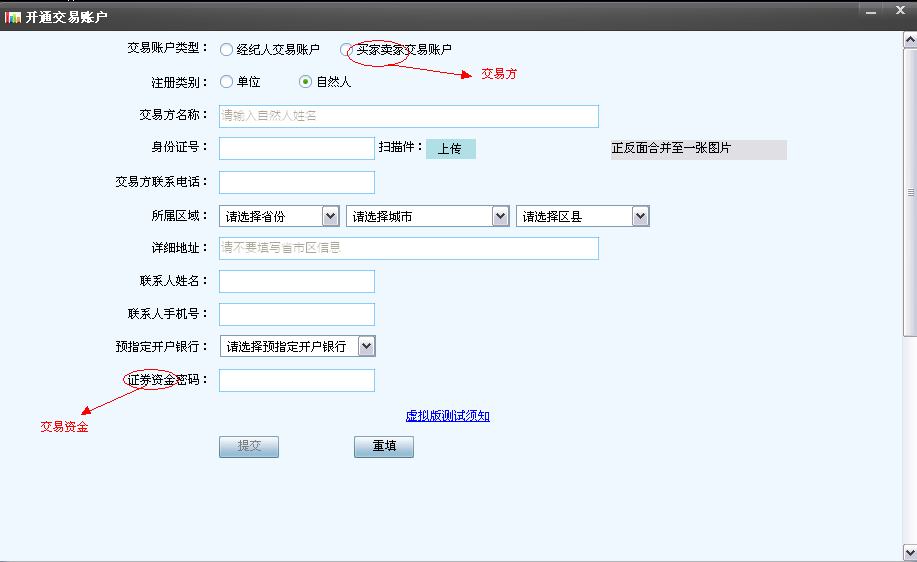 开通交易账户
交易账户类型： 经纪人交易账户 买家卖家交易账户
交易方
注册类别： 单位 自然人
交易方名称： 请输入自然人姓名
身份证号： 扫描件： 上传 正反面合并至一张图片
交易方联系电话：
所属区域： 请选择省份 请选择城市 请选择区县
详细地址： 请不要填写省市区信息
联系人姓名：
联系人手机号：
预指定开户银行： 请选择预指定开户银行
证券资金密码：
虚拟版测试须知
交易资金
提交 重填